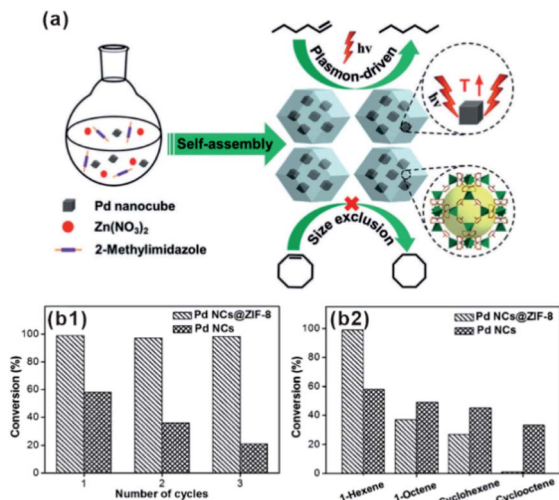 (a)
Plasmon-driven
hv
hv
T
Self-assembly
Size exclusion
Pd nanocube
Zn(NO₃)₂
2-Methylimidazole
(b1)
Pd NCs@ZIF-8
Pd NCs
Conversion (%)
100
80
60
40
20
0
1
2
3
Number of cycles
(b2)
Pd NCs@ZIF-8
Pd NCs
Conversion (%)
100
80
60
40
20
0
1-Hexene
1-Octene
Cyclohexene
Cyclooctene